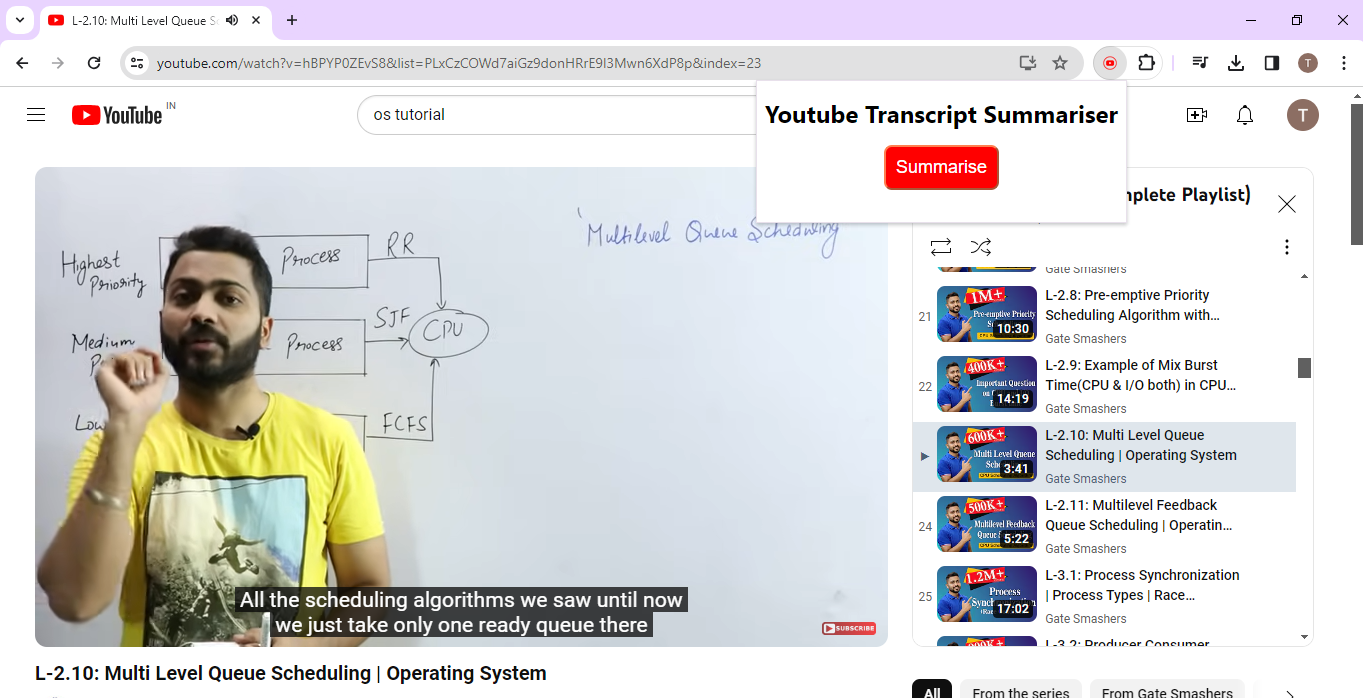 L-2.10: Multi Level Queue Sc
youtube.com/watch?v=hBPYP0ZEvS8&list=PLxCzCOWd7aiGz9donHRrE9I3Mwn6XdP8p&index=23
T
YouTube IN
os tutorial
T
Youtube Transcript Summariser
Summarise
mplete Playlist)
Multilevel Queue Scheduling
Highest
Priority
Process
RR
Medium
Process
SJF
CPU
Low
FCFS
All the scheduling algorithms we saw until now
we just take only one ready queue there
SUBSCRIBE
Gate Smashers
21
1M+
Pre-emptive Priority
10:30
L-2.8: Pre-emptive Priority
Scheduling Algorithm with...
Gate Smashers
22
400K+
Important Question
14:19
L-2.9: Example of Mix Burst
Time(CPU & I/O both) in CPU...
Gate Smashers
600K+
Multi Level Queue
3:41
L-2.10: Multi Level Queue
Scheduling | Operating System
Gate Smashers
24
500K+
Multilevel Feedback
5:22
L-2.11: Multilevel Feedback
Queue Scheduling | Operatin...
Gate Smashers
25
1.2M+
Process
17:02
L-3.1: Process Synchronization
| Process Types | Race...
Gate Smashers
L-3.2: Producer Consumer
L-2.10: Multi Level Queue Scheduling | Operating System
All
From the series
From Gate Smashers